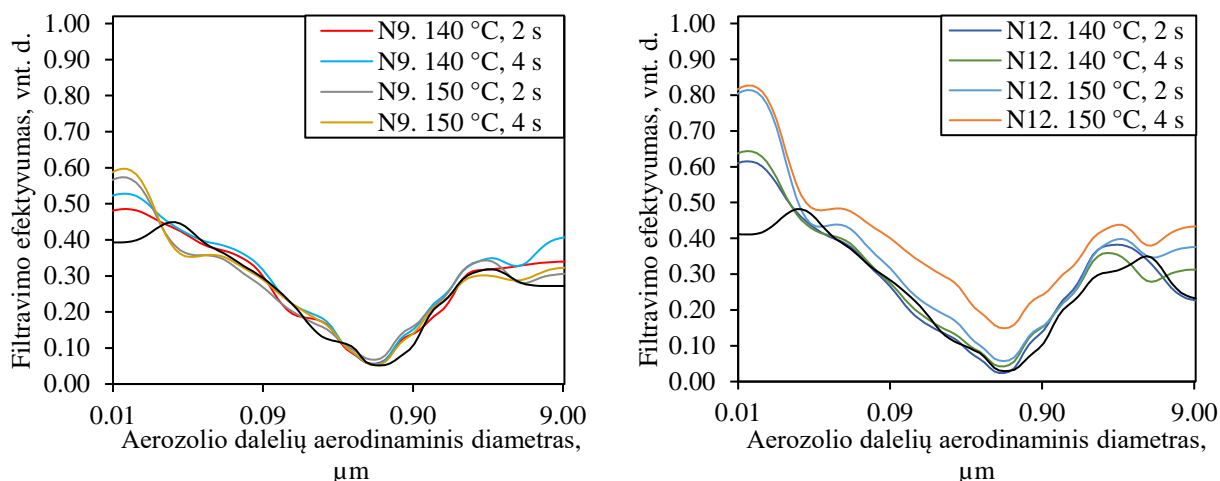 Filtravimo efektyvumas, vnt. d.
1.00
0.90
0.80
0.70
0.60
0.50
0.40
0.30
0.20
0.10
0.00
N9. 140 °C, 2 s
N9. 140 °C, 4 s
N9. 150 °C, 2 s
N9. 150 °C, 4 s
0.01 0.09 0.90 9.00
Aerozolio dalelių aerodinaminis diametras,
µm
Filtravimo efektyvumas, vnt. d.
1.00
0.90
0.80
0.70
0.60
0.50
0.40
0.30
0.20
0.10
0.00
N12. 140 °C, 2 s
N12. 140 °C, 4 s
N12. 150 °C, 2 s
N12. 150 °C, 4 s
0.01 0.09 0.90 9.00
Aerozolio dalelių aerodinaminis diametras,
µm